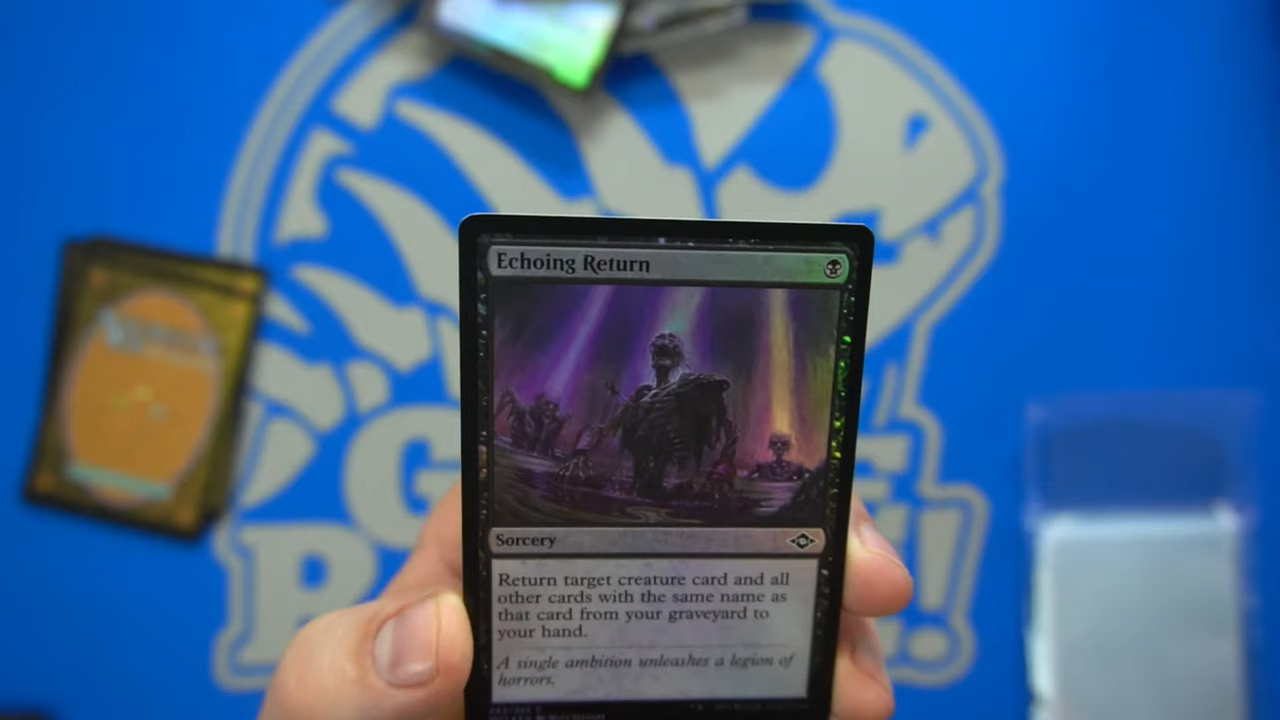 Echoing Return
Sorcery
Return target creature card and all
other cards with the same name as
that card from your graveyard to
your hand.
A single ambition unleashes a legion of
horrors.